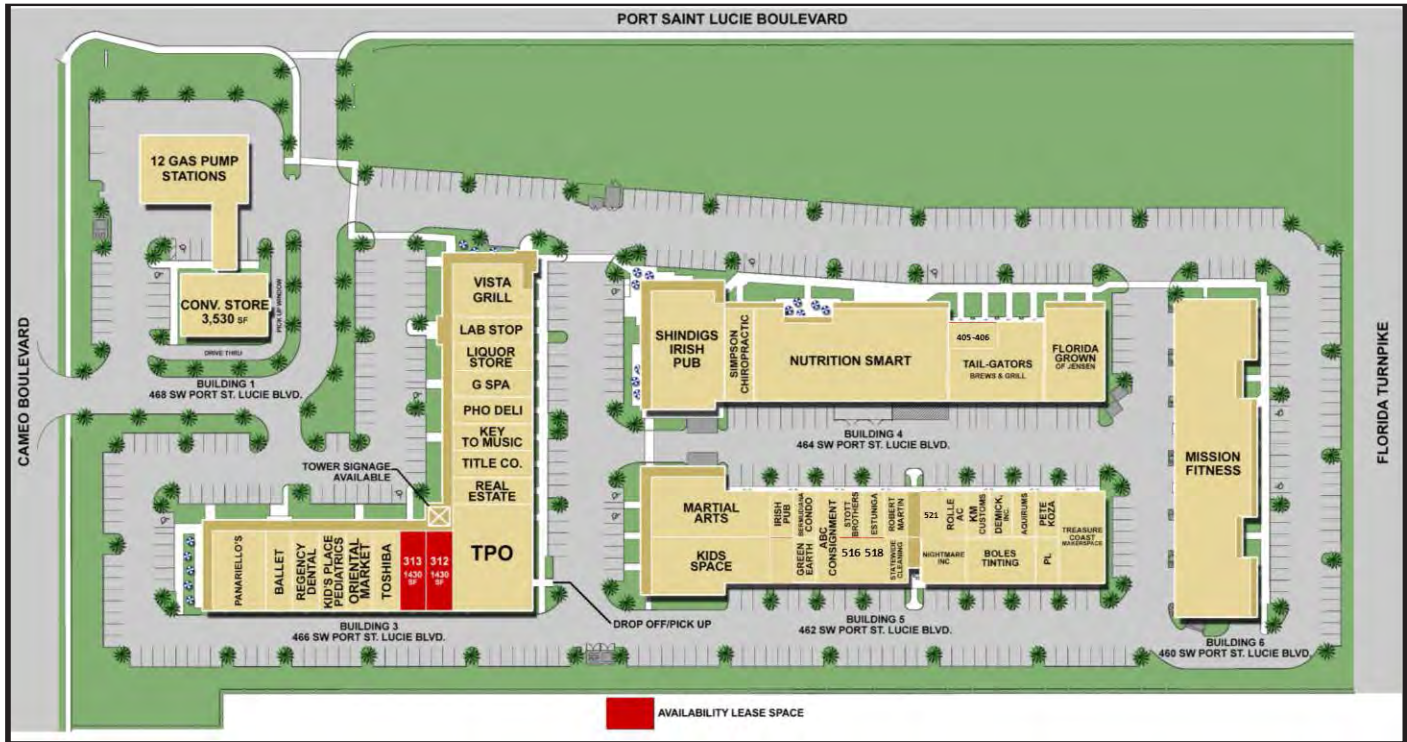 PORT SAINT LUCIE BOULEVARD
CAMEO BOULEVARD
FLORIDA TURNPIKE
12 GAS PUMP
STATIONS
CONV. STORE
3,530 SF
PICK UP WINDOW
DRIVE THRU
BUILDING 1
468 SW PORT ST. LUCIE BLVD.
VISTA
GRILL
LAB STOP
LIQUOR
STORE
G SPA
PHO DELI
KEY
TO MUSIC
TITLE CO.
REAL
ESTATE
TPO
TOWER SIGNAGE
AVAILABLE
PANARIELLO'S
BALLET
REGENCY
DENTAL
KID'S PLACE
PEDIATRICS
ORIENTAL
MARKET
TOSHIBA
313
1430
SF
312
1430
SF
BUILDING 3
466 SW PORT ST. LUCIE BLVD.
DROP OFF/PICK UP
SHINDIGS
IRISH
PUB
SIMPSON
CHIROPRACTIC
NUTRITION SMART
405-406
TAIL-GATORS
BREWS & GRILL
FLORIDA
GROWN
OF JENSEN
BUILDING 4
464 SW PORT ST. LUCIE BLVD.
MARTIAL
ARTS
KIDS
SPACE
IRISH
PUB
GREEN
EARTH
BERMUDIANA
CONDO
ABC
CONSIGNMENT
STOTT
BROTHERS
ESTUNIGA
ROBERT
MARTIN
516
518
STATEWIDE
CLEANING
521
ROLLE
AC
KM
CUSTOMS
DEMICK,
INC.
AQUIRUMS
PETE
KOZA
NIGHTMARE
INC
BOLES
TINTING
PL
TREASURE
COAST
MAKERSPACE
BUILDING 5
462 SW PORT ST. LUCIE BLVD.
MISSION
FITNESS
BUILDING 6
460 SW PORT ST. LUCIE BLVD.
AVAILABILITY LEASE SPACE